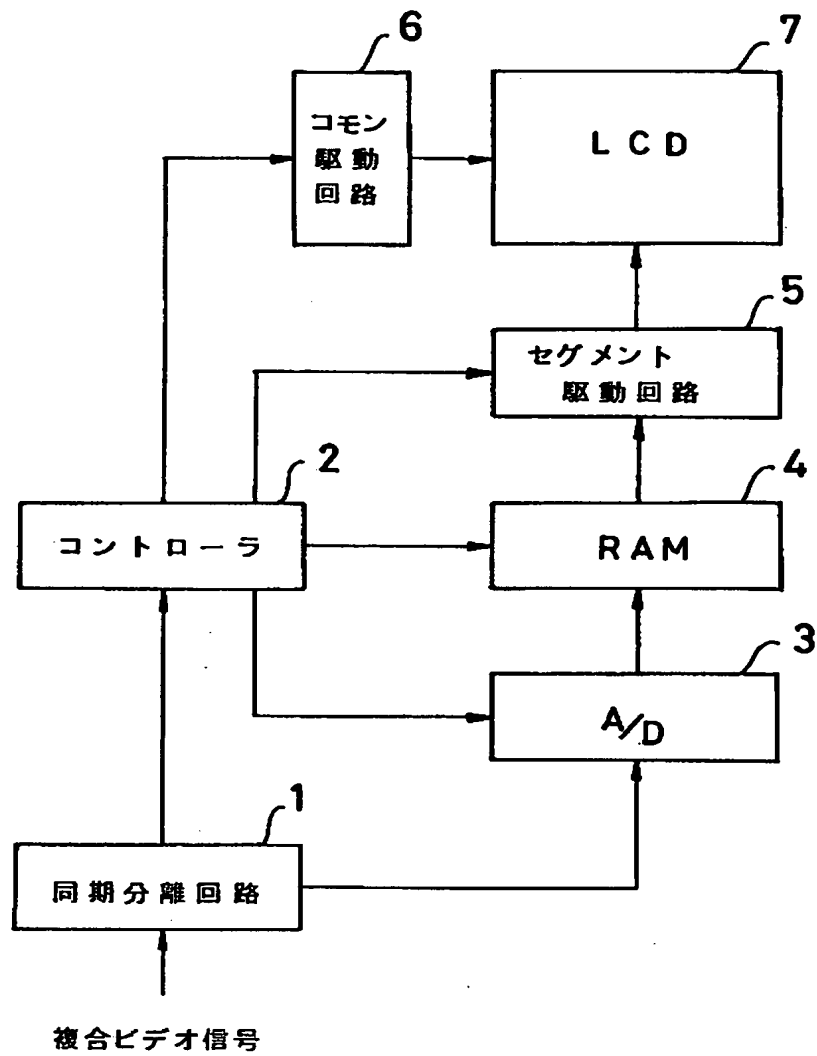 6
7
コモン
駆動
回路
LCD
5
セグメント
駆動回路
2
4
コントローラ
RAM
3
A/D
1
同期分離回路
複合ビデオ信号